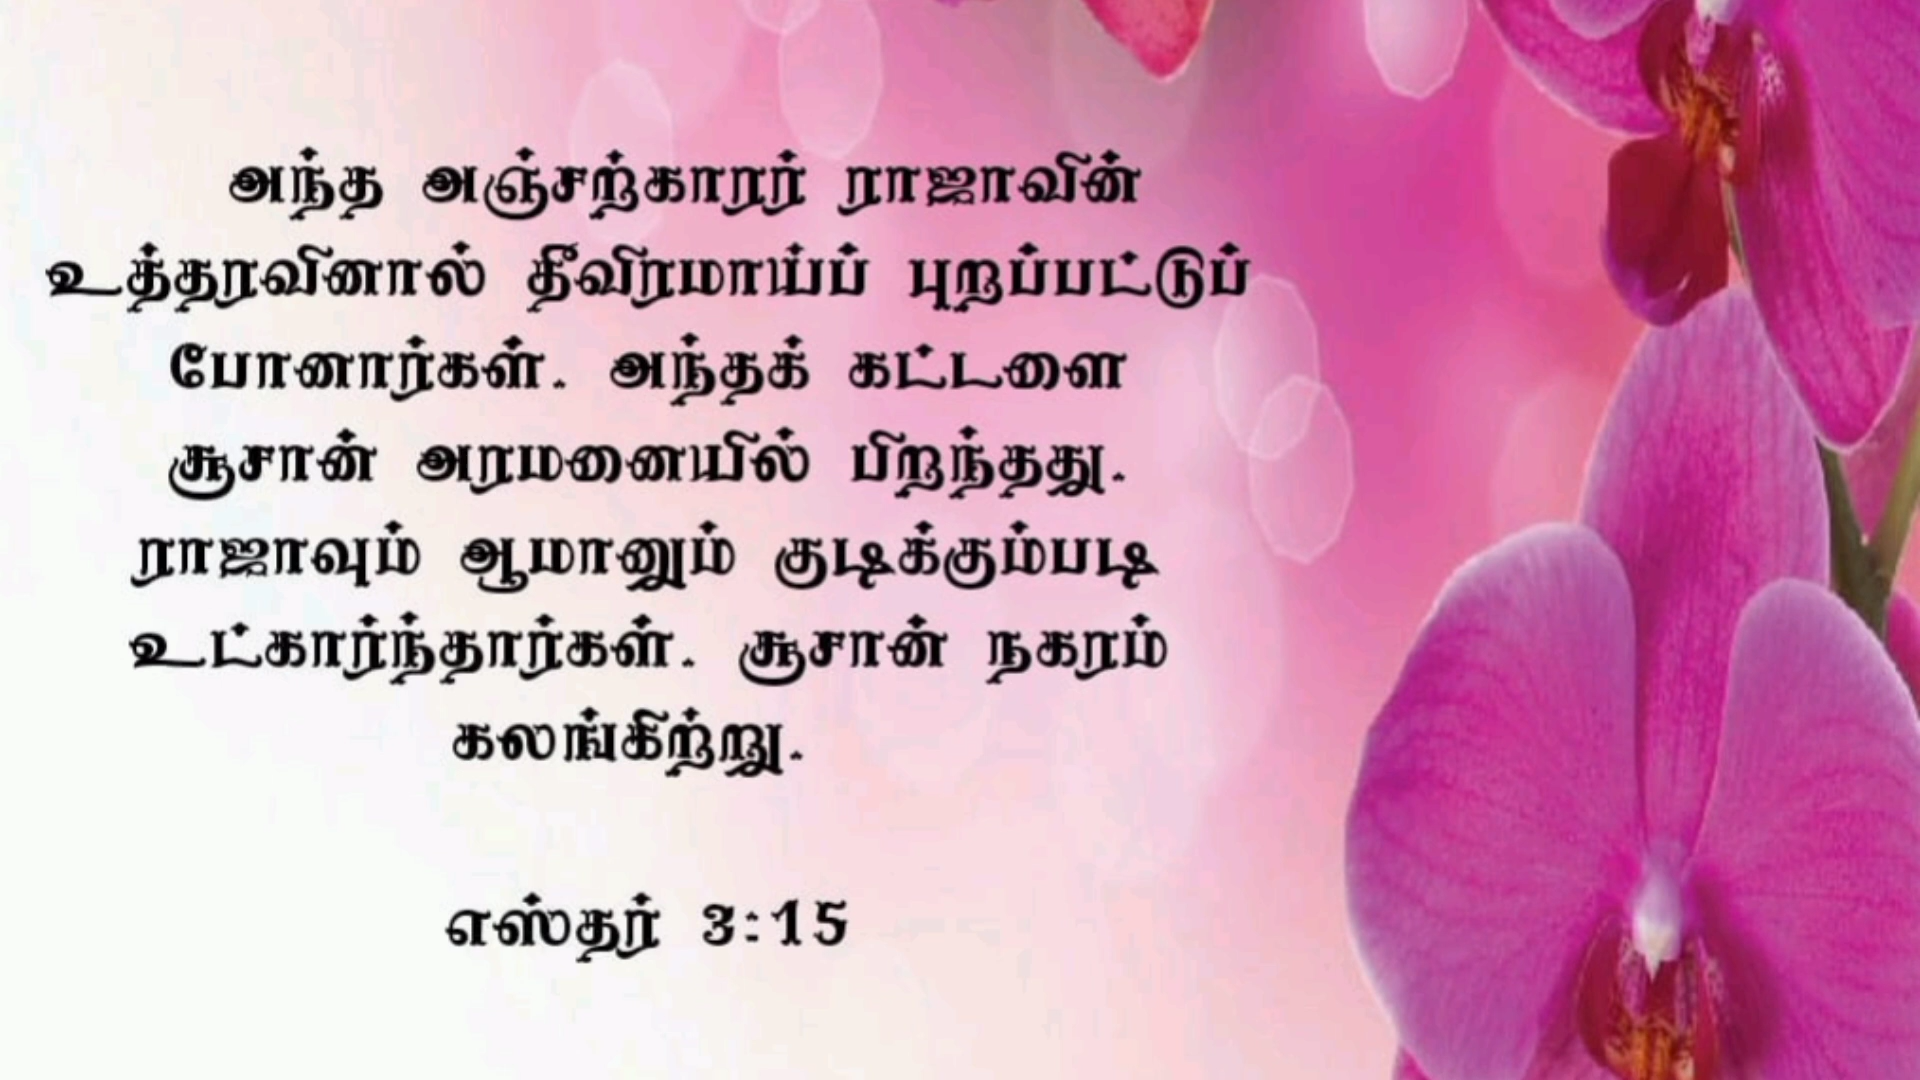 அந்த அஞ்சற்காரர் ராஜாவின்
உத்தரவினால் தீவிரமாய்ப் புறப்பட்டுப்
போனார்கள். அந்தக் கட்டளை
சூசான் அரமனையில் பிறந்தது.
ராஜாவும் ஆமானும் குடிக்கும்படி
உட்கார்ந்தார்கள். சூசான் நகரம்
கலங்கிற்று.
எஸ்தர் 3:15